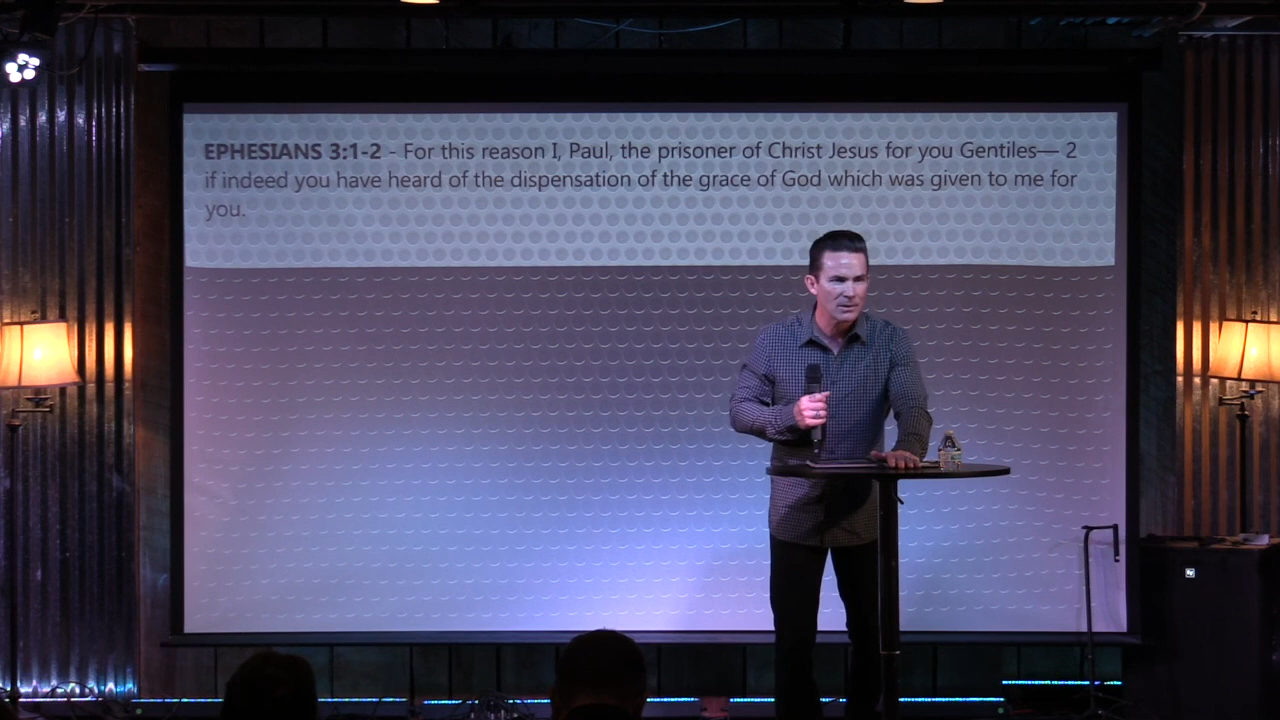 EPHESIANS 3:1-2 - For this reason I, Paul, the prisoner of Christ Jesus for you Gentiles— 2
if indeed you have heard of the dispensation of the grace of God which was given to me for
you.